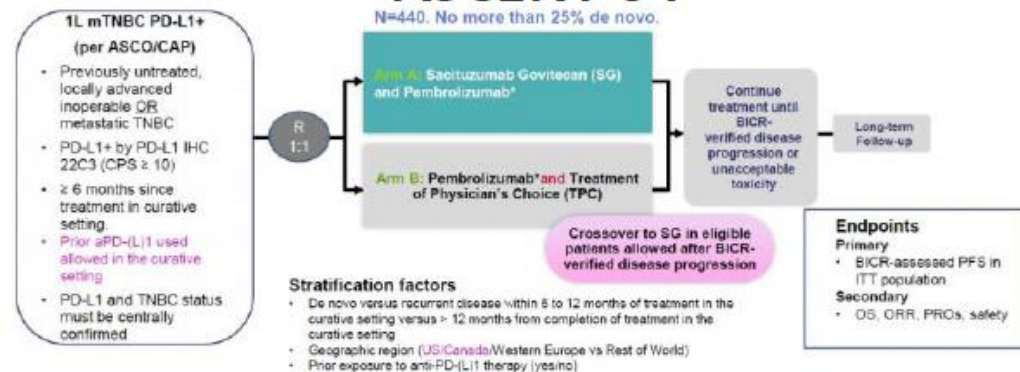 N=440. No more than 25% de novo.
1L mTNBC PD-L1+
(per ASCO/CAP)
• Previously untreated,
locally advanced
inoperable OR
metastatic TNBC
• PD-L1+ by PD-L1 IHC
22C3 (CPS ≥ 10)
• ≥ 6 months since
treatment in curative
setting.
• Prior aPD-(L)1 used
allowed in the curative
setting
• PD-L1 and TNBC status
must be centrally
confirmed
R
1:1
Arm A: Sacituzumab Govitecan (SG)
and Pembrolizumab*
Arm B: Pembrolizumab*and Treatment
of Physician's Choice (TPC)
Continue
treatment until
BICR-
verified disease
progression or
unacceptable
toxicity
Long-term
Follow-up
Crossover to SG in eligible
patients allowed after BICR-
verified disease progression
Endpoints
Primary
• BICR-assessed PFS in
ITT population
Secondary
• OS, ORR, PROs, safety
Stratification factors
• De novo versus recurrent disease within 6 to 12 months of treatment in the
curative setting versus > 12 months from completion of treatment in the
curative setting
• Geographic region (US/Canada/Western Europe vs Rest of World)
• Prior exposure to anti-PD-(L)1 therapy (yes/no)